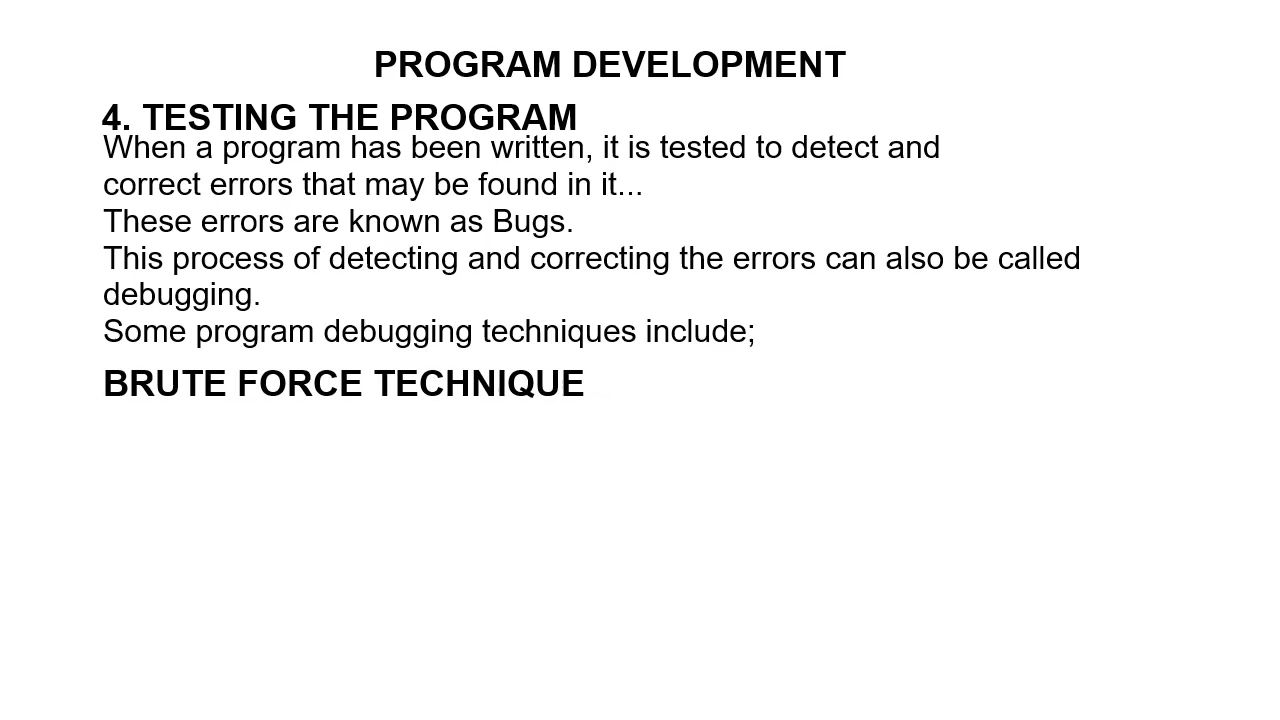 PROGRAM DEVELOPMENT
4. TESTING THE PROGRAM
When a program has been written, it is tested to detect and
correct errors that may be found in it...
These errors are known as Bugs.
This process of detecting and correcting the errors can also be called
debugging.
Some program debugging techniques include;
BRUTE FORCE TECHNIQUE